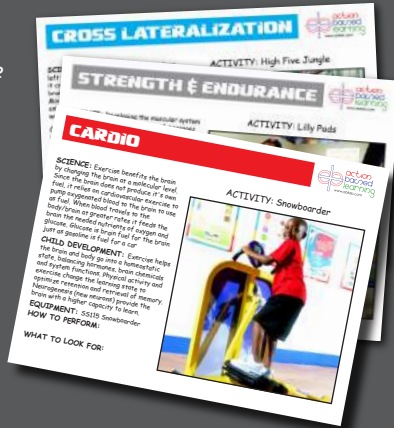 CROSS LATERALIZATION
action
based
learning
ACTIVITY: High Five Jungle
STRENGTH & ENDURANCE
action
based
learning
ACTIVITY: Lilly Pads
CARDIO
action
based
learning
ACTIVITY: Snowboarder
SCIENCE: Exercise benefits the brain
by changing the brain at a molecular level.
Since the brain does not produce it's own
fuel, it relies on cardiovascular exercise to
pump oxygenated blood to the brain to use
as fuel. When blood travels to the
body/brain at greater rates it feeds the
brain the needed nutrients of oxygen and
glucose. Glucose is brain fuel for the brain
just as gasoline is fuel for a car
CHILD DEVELOPMENT: Exercise helps
the brain and body go into a homeostatic
state, balancing hormones, brain chemicals
and system functions. Physical activity and
exercise change the learning state to
optimize retention and retrieval of memory.
Neurogenesis (new neurons) provide the
brain with a higher capacity to learn.
EQUIPMENT: SS115 Snowboarder
HOW TO PERFORM:
WHAT TO LOOK FOR: